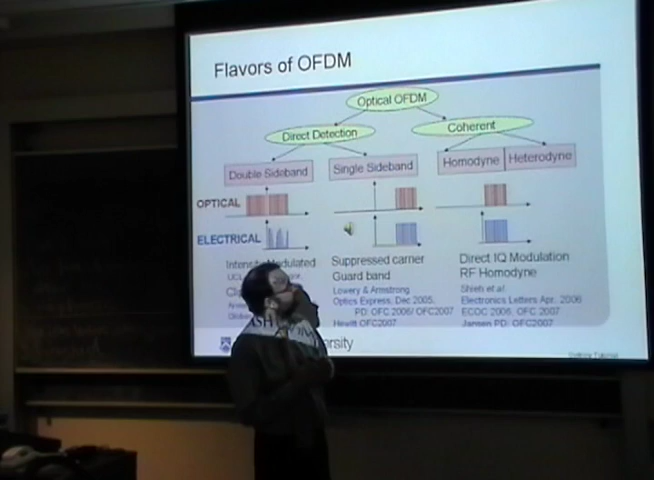 Flavors of OFDM
Optical OFDM
Direct Detection
Coherent
Double Sideband
Single Sideband
Homodyne
Heterodyne
OPTICAL
ELECTRICAL
Suppressed carrier
Guard band
Lowery & Armstrong
Optics Express, Dec 2005,
PD: OFC 2006/ OFC2007
Hewitt OFC2007
Direct IQ Modulation
RF Homodyne
Shieh et al.
Electronics Letters Apr. 2006
ECOC 2006, OFC 2007
Jansen PD: OFC2007